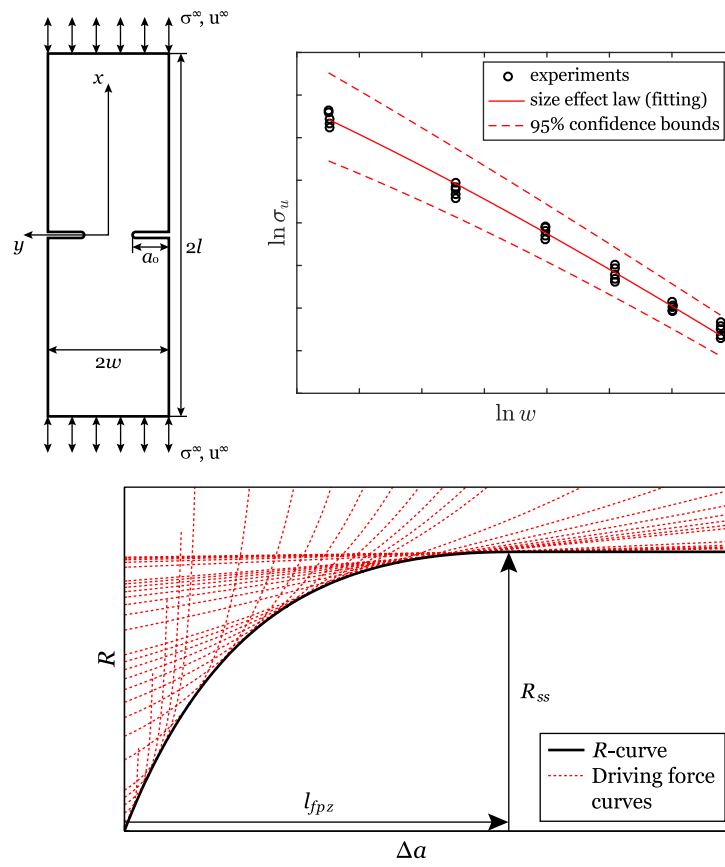 σ∞, u∞
x
y
a₀
2l
2w
σ∞, u∞
experiments
size effect law (fitting)
95% confidence bounds
ln σᵤ
ln w
R
R_ss
l_fpz
R-curve
Driving force
curves
Δa